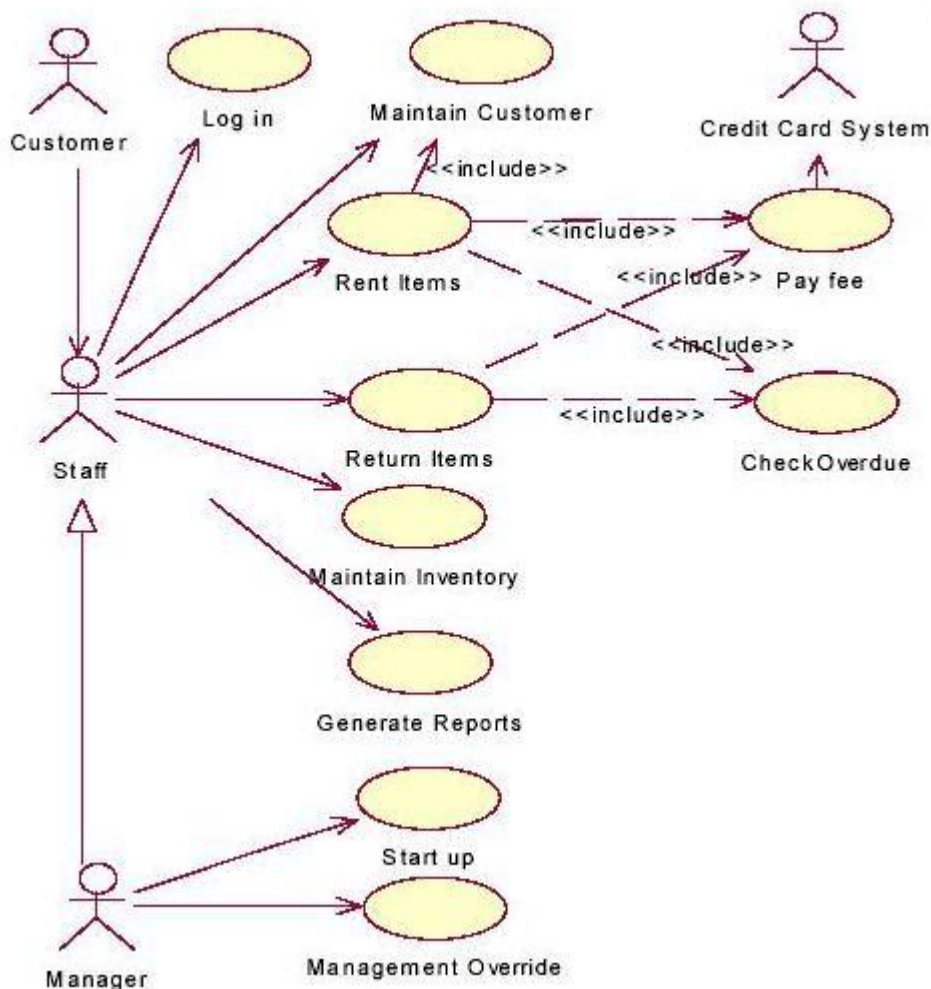 Customer
Log in
Maintain Customer
Credit Card System
<<include>>
Rent Items
<<include>>
<<include>>
Pay fee
<<include>>
Staff
Return Items
<<include>>
CheckOverdue
Maintain Inventory
Generate Reports
Start up
Manager
Management Override